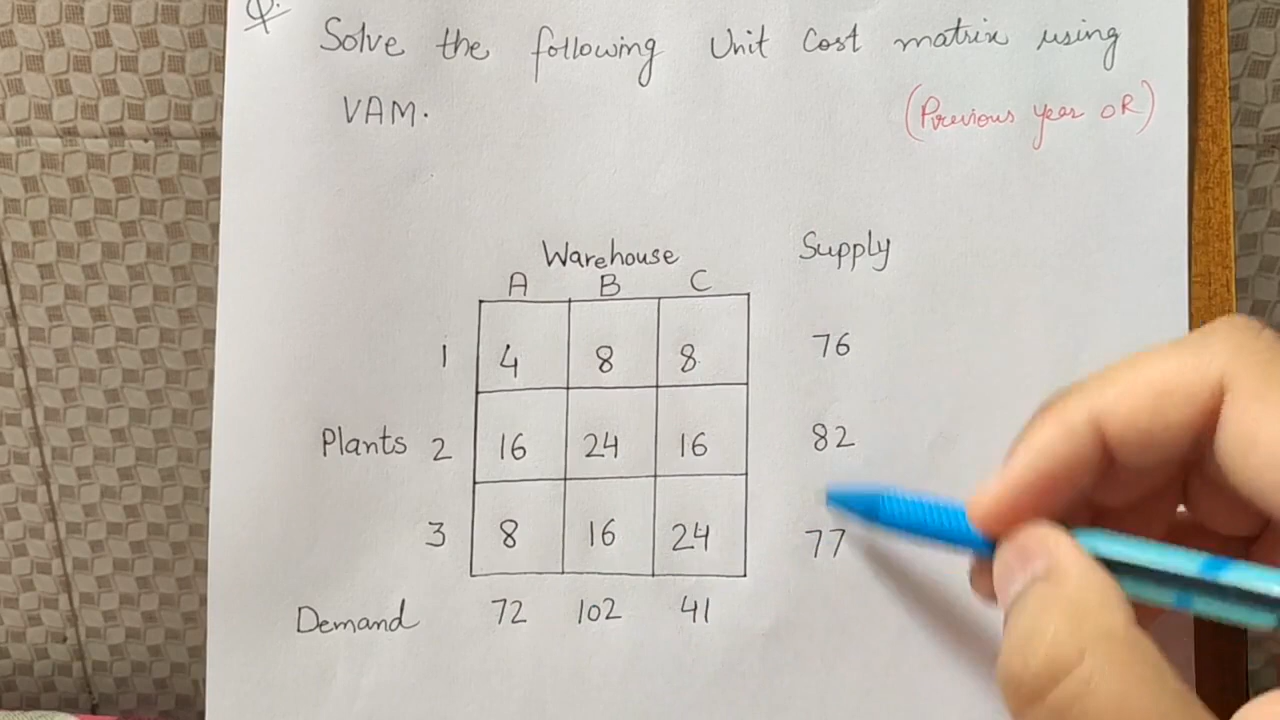 Q.
Solve the following Unit Cost matrix using
VAM.
(Previous year OR)
Warehouse
Supply
A B C
1 4 8 8 76
Plants 2 16 24 16 82
3 8 16 24 77
Demand 72 102 41